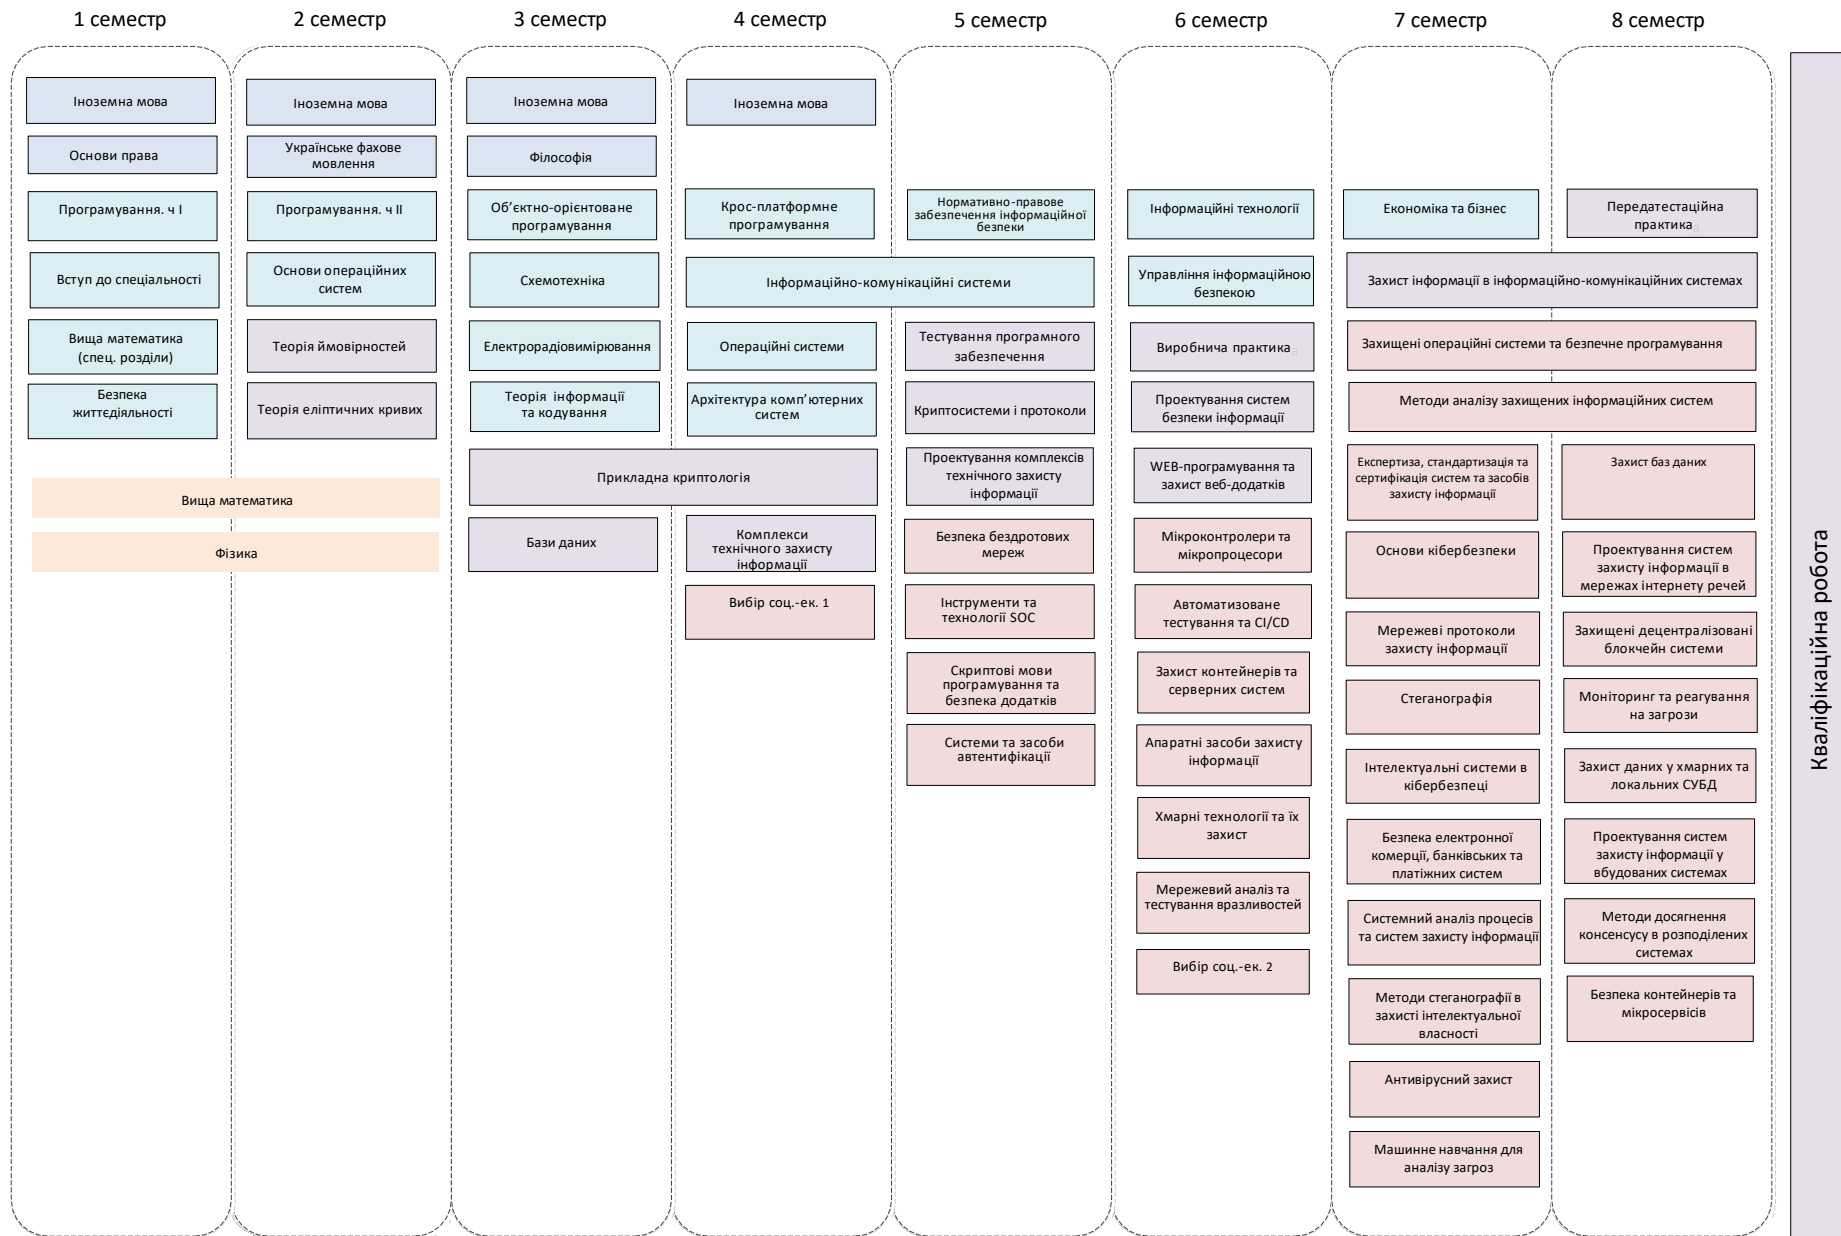 1 семестр
2 семестр
3 семестр
4 семестр
5 семестр
6 семестр
7 семестр
8 семестр
Іноземна мова
Основи права
Програмування. ч І
Вступ до спеціальності
Вища математика
(спец. розділи)
Безпека
життєдіяльності
Вища математика
Фізика
Іноземна мова
Українське фахове
мовлення
Програмування. ч ІІ
Основи операційних
систем
Теорія ймовірностей
Теорія еліптичних кривих
Іноземна мова
Філософія
Об’єктно-орієнтоване
програмування
Схемотехніка
Електрорадіовимірювання
Теорія інформації
та кодування
Прикладна криптологія
Бази даних
Іноземна мова
Крос-платформне
програмування
Інформаційно-комунікаційні системи
Операційні системи
Архітектура комп’ютерних
систем
Комплекси
технічного захисту
інформації
Вибір соц.-ек. 1
Нормативно-правове
забезпечення інформаційної
безпеки
Тестування програмного
забезпечення
Криптосистеми і протоколи
Проектування комплексів
технічного захисту
інформації
Безпека бездротових
мереж
Інструменти та
технології SOC
Скриптові мови
програмування та
безпека додатків
Системи та засоби
автентифікації
Інформаційні технології
Управління інформаційною
безпекою
Виробнича практика
Проектування систем
безпеки інформації
WEB-програмування та
захист веб-додатків
Мікроконтролери та
мікропроцесори
Автоматизоване
тестування та CI/CD
Захист контейнерів та
серверних систем
Апаратні засоби захисту
інформації
Хмарні технології та їх
захист
Мережевий аналіз та
тестування вразливостей
Вибір соц.-ек. 2
Економіка та бізнес
Захист інформації в інформаційно-комунікаційних системах
Захищені операційні системи та безпечне програмування
Методи аналізу захищених інформаційних систем
Експертиза, стандартизація та
сертифікація систем та засобів
захисту інформації
Основи кібербезпеки
Мережеві протоколи
захисту інформації
Стеганографія
Інтелектуальні системи в
кібербезпеці
Безпека електронної
комерції, банківських та
платіжних систем
Системний аналіз процесів
та систем захисту інформації
Методи стеганографії в
захисті інтелектуальної
власності
Антивірусний захист
Машинне навчання для
аналізу загроз
Передатестаційна
практика
Захист баз даних
Проектування систем
захисту інформації в
мережах інтернету речей
Захищені децентралізовані
блокчейн системи
Моніторинг та реагування
на загрози
Захист даних у хмарних та
локальних СУБД
Проектування систем
захисту інформації у
вбудованих системах
Методи досягнення
консенсусу в розподілених
системах
Безпека контейнерів та
мікросервісів
Кваліфікаційна робота